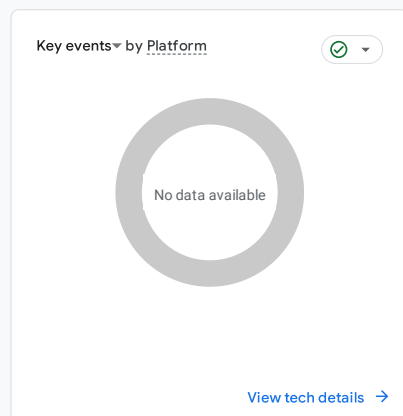 Key events by Platform
No data available
View tech details